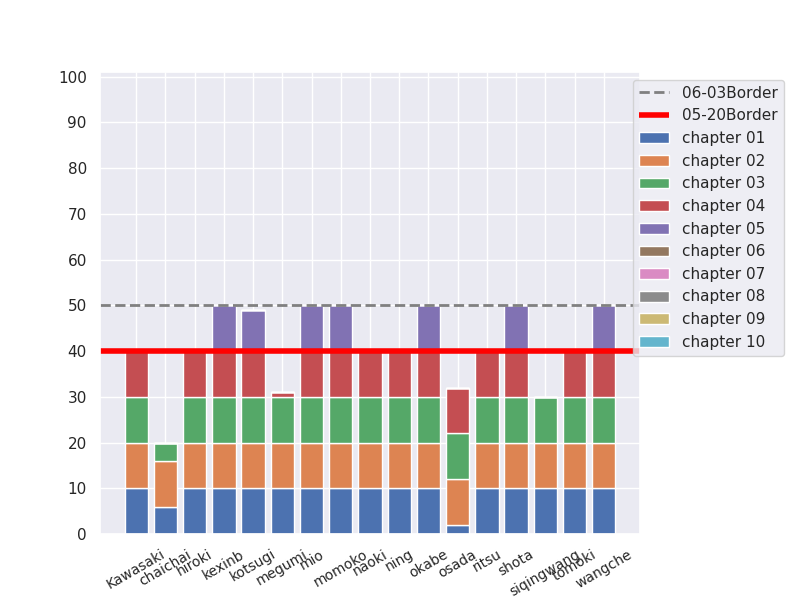 100
90
80
70
60
50
40
30
20
10
0
06-03Border
05-20Border
chapter 01
chapter 02
chapter 03
chapter 04
chapter 05
chapter 06
chapter 07
chapter 08
chapter 09
chapter 10
Kawasaki
chaichai
hiroki
kexinb
kotsugi
megumi
mio
momoko
naoki
ning
okabe
osada
ritsu
shota
siqingwang
tomoki
wangche